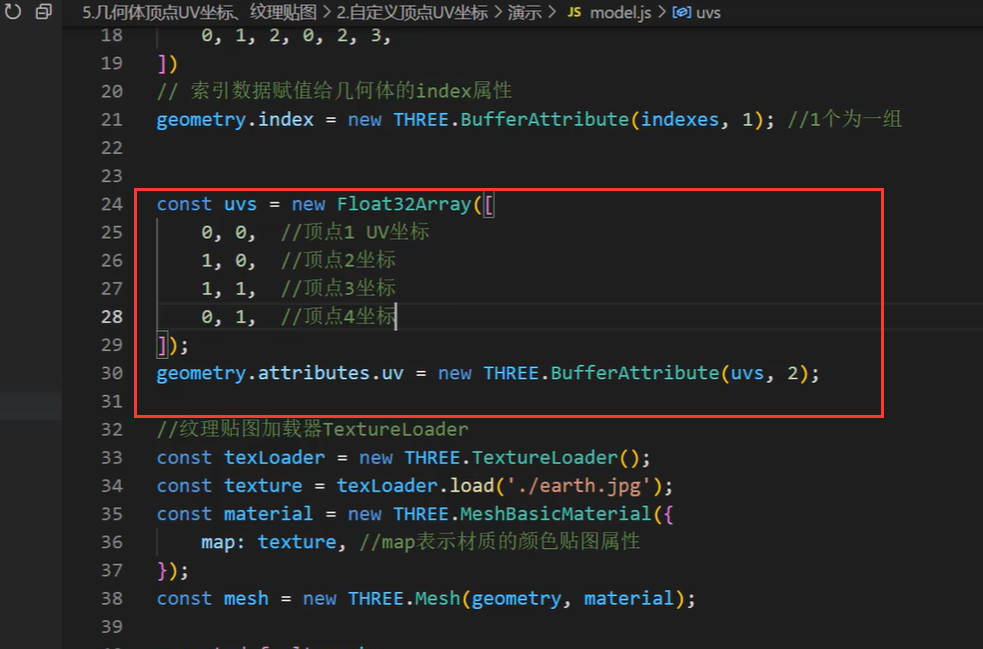 5.几何体顶点UV坐标、纹理贴图 > 2.自定义顶点UV坐标 > 演示 > JS model.js > uvs
18 0, 1, 2, 0, 2, 3,
19 ])
20 // 索引数据赋值给几何体的index属性
21 geometry.index = new THREE.BufferAttribute(indexes, 1); //1个为一组
22
23
24 const uvs = new Float32Array([
25 0, 0, //顶点1 UV坐标
26 1, 0, //顶点2坐标
27 1, 1, //顶点3坐标
28 0, 1, //顶点4坐标
29 ]);
30 geometry.attributes.uv = new THREE.BufferAttribute(uvs, 2);
31
32 //纹理贴图加载器TextureLoader
33 const texLoader = new THREE.TextureLoader();
34 const texture = texLoader.load('./earth.jpg');
35 const material = new THREE.MeshBasicMaterial({
36 map: texture, //map表示材质的颜色贴图属性
37 });
38 const mesh = new THREE.Mesh(geometry, material);
39